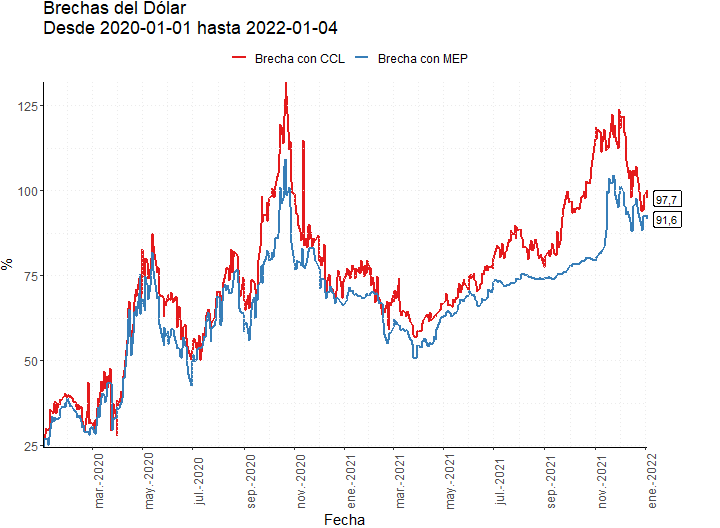 Brechas del Dólar
Desde 2020-01-01 hasta 2022-01-04
Brecha con CCL
Brecha con MEP
%
125
100
75
50
25
97,7
91,6
mar.-2020
may.-2020
jul.-2020
sep.-2020
nov.-2020
ene.-2021
mar.-2021
may.-2021
jul.-2021
sep.-2021
nov.-2021
ene.-2022
Fecha